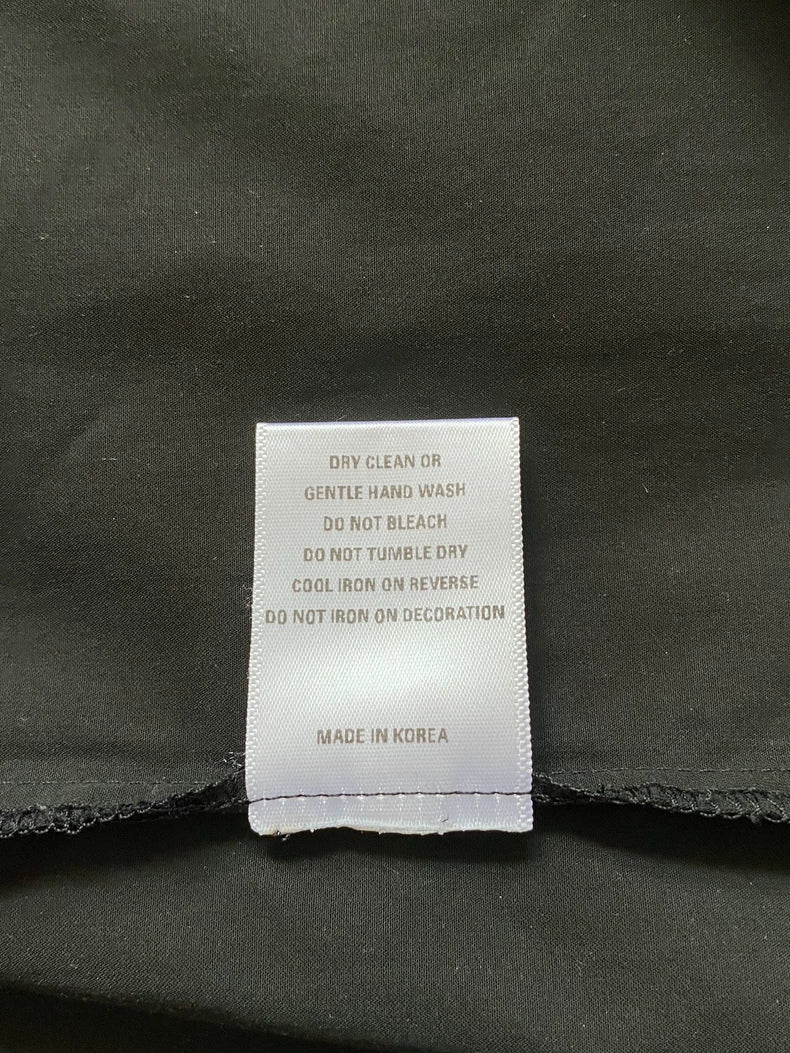 DRY CLEAN OR
GENTLE HAND WASH
DO NOT BLEACH
DO NOT TUMBLE DRY
COOL IRON ON REVERSE
DO NOT IRON ON DECORATION
MADE IN KOREA